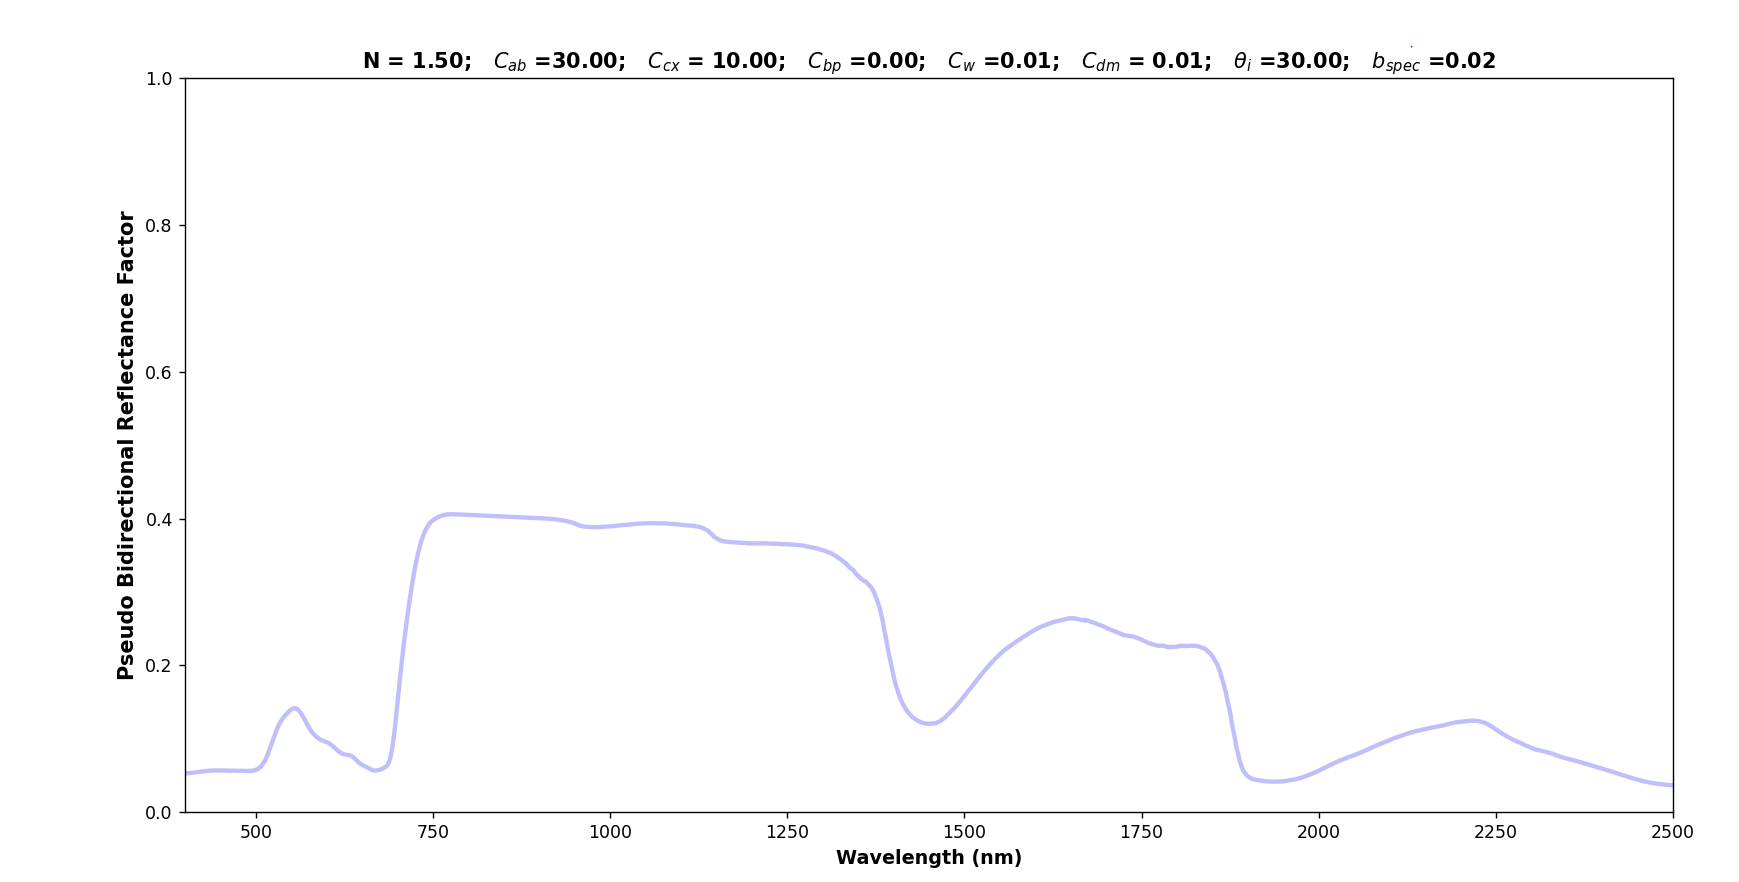 N = 1.50; C_ab =30.00; C_cx = 10.00; C_bp =0.00; C_w =0.01; C_dm = 0.01; θ_i =30.00; b_spec =0.02
1.0
0.8
0.6
0.4
0.2
0.0
Pseudo Bidirectional Reflectance Factor
500 750 1000 1250 1500 1750 2000 2250 2500
Wavelength (nm)